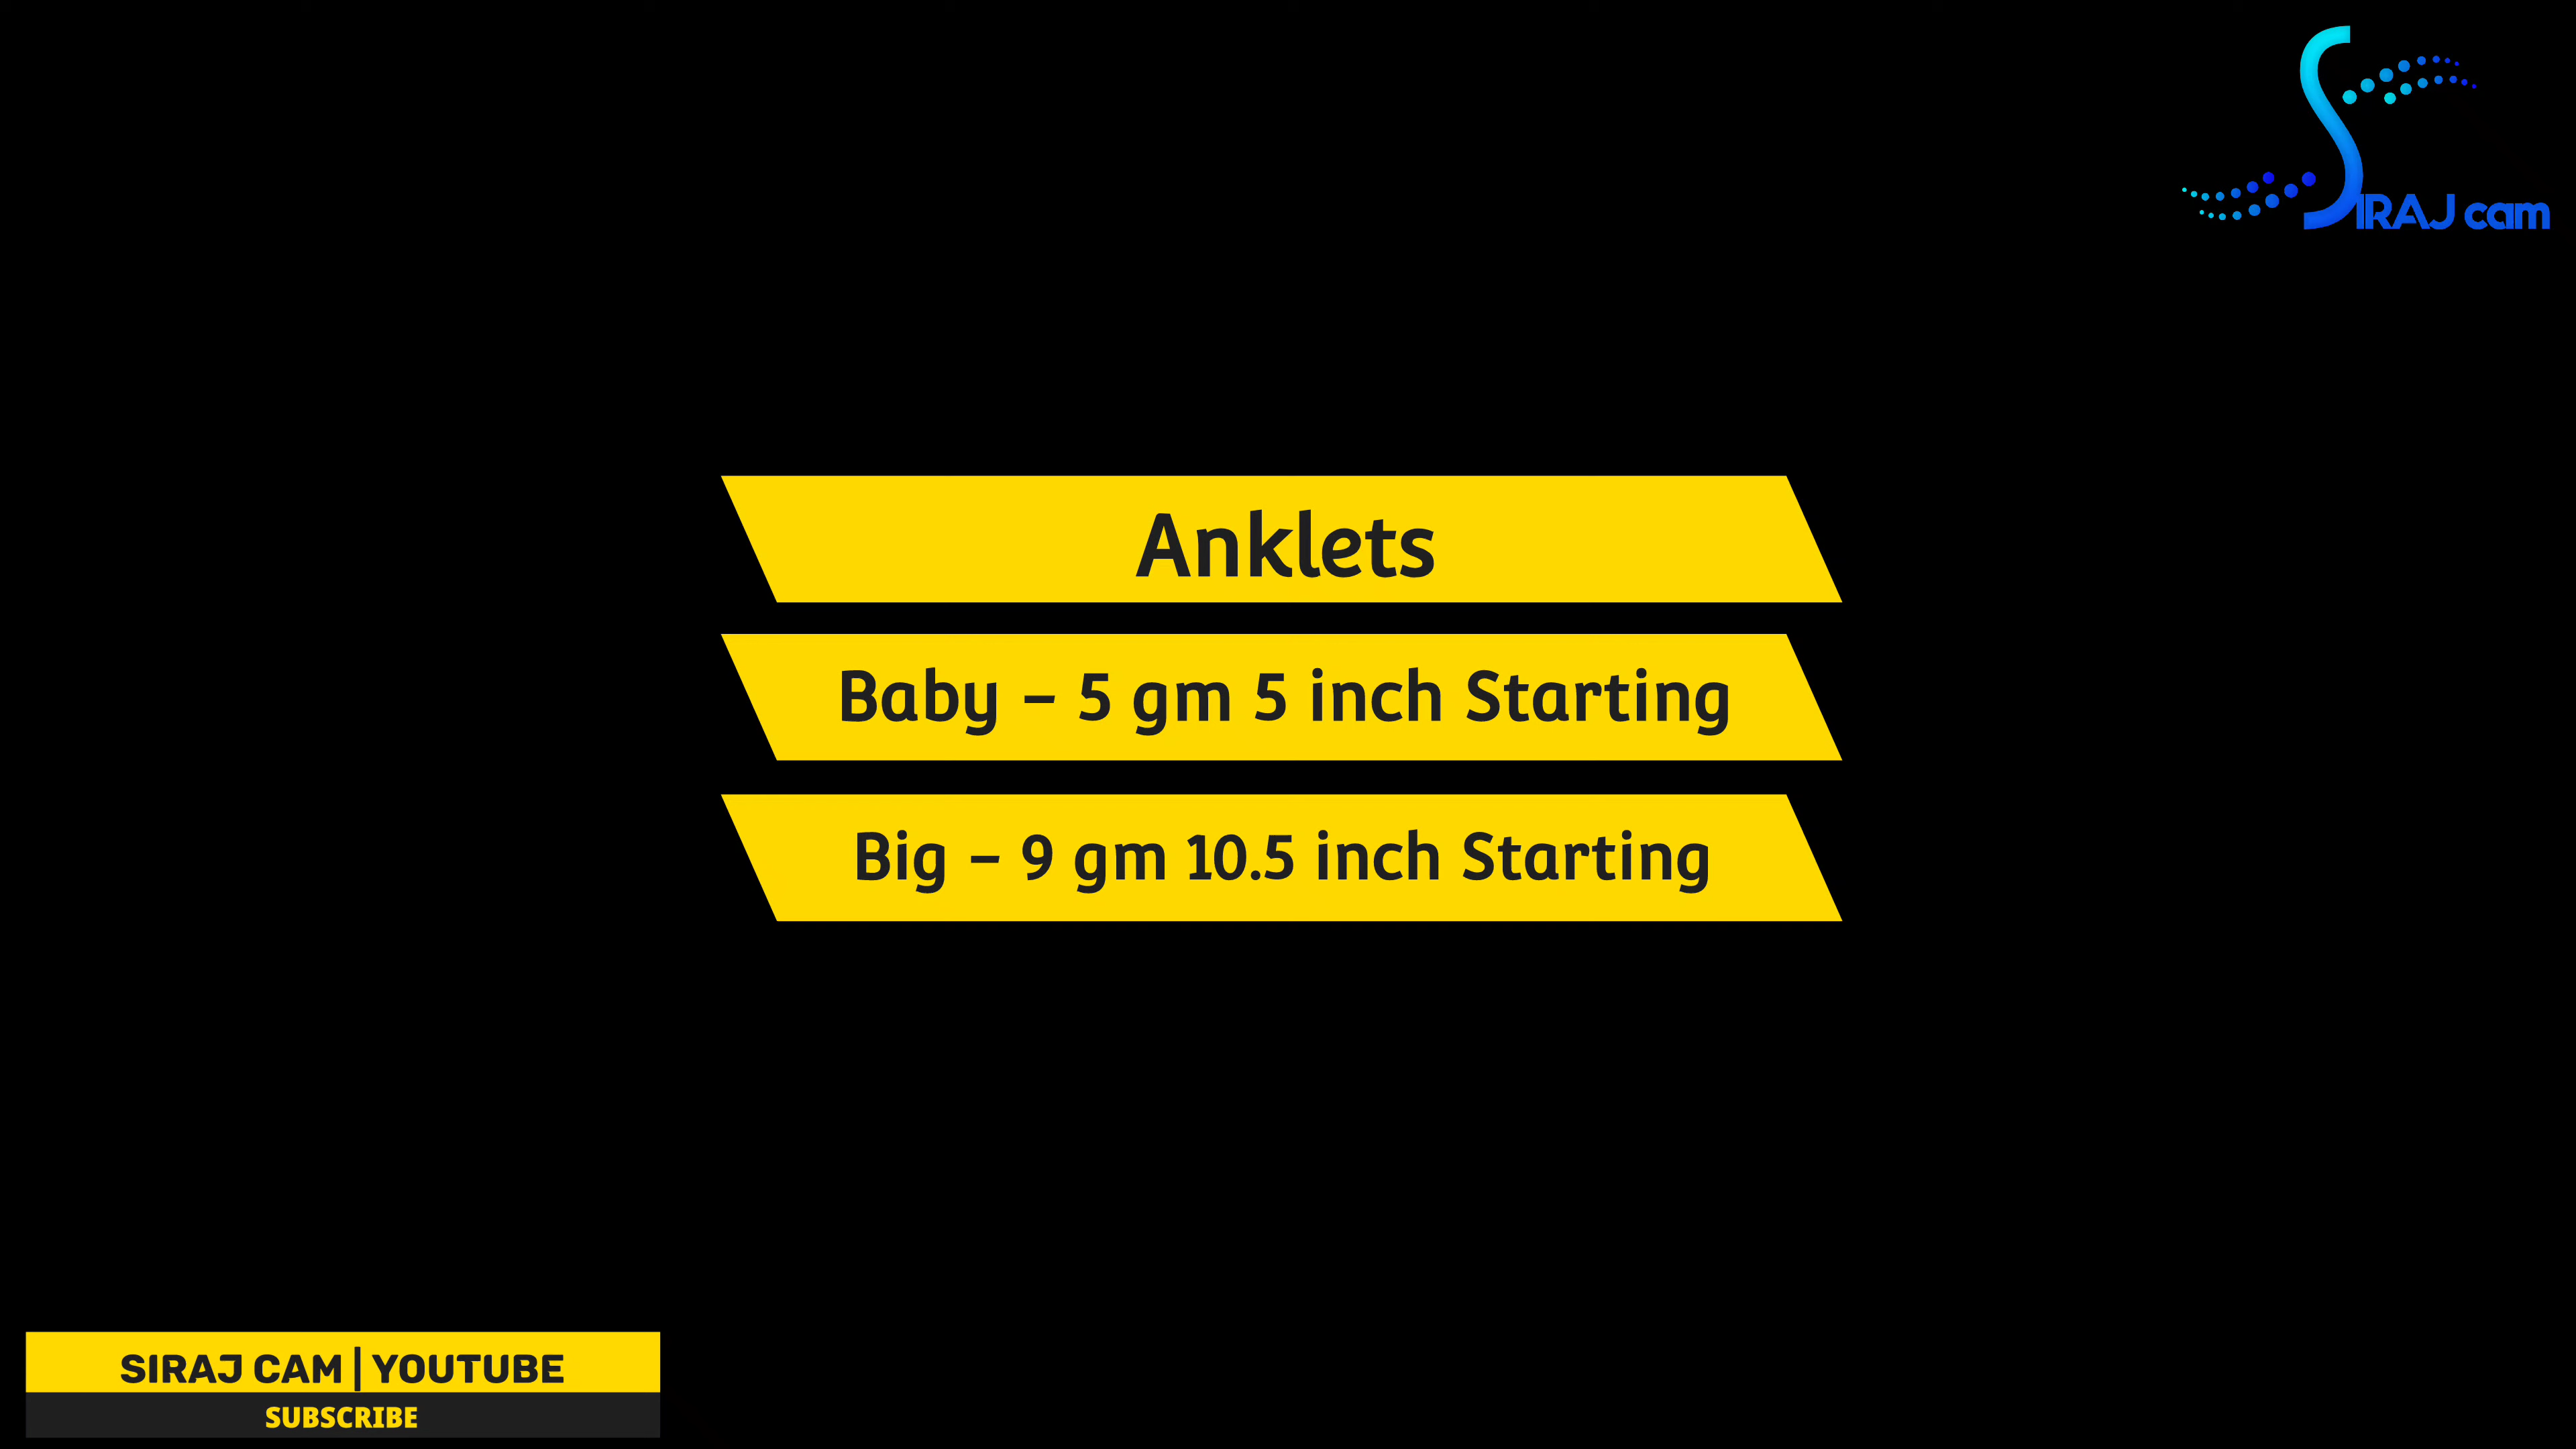 SIRAJ cam
Anklets
Baby – 5 gm 5 inch Starting
Big – 9 gm 10.5 inch Starting
SIRAJ CAM | YOUTUBE
SUBSCRIBE